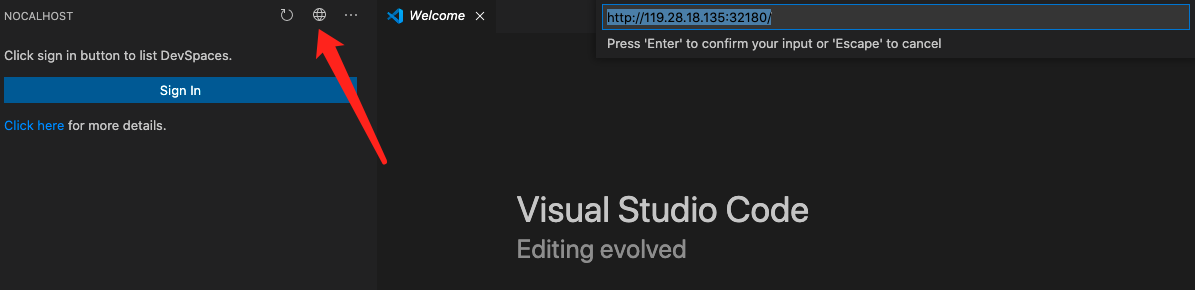 NOCALHOST
Click sign in button to list DevSpaces.
Sign In
Click here for more details.
Welcome
http://119.28.18.135:32180/
Press 'Enter' to confirm your input or 'Escape' to cancel
Visual Studio Code
Editing evolved